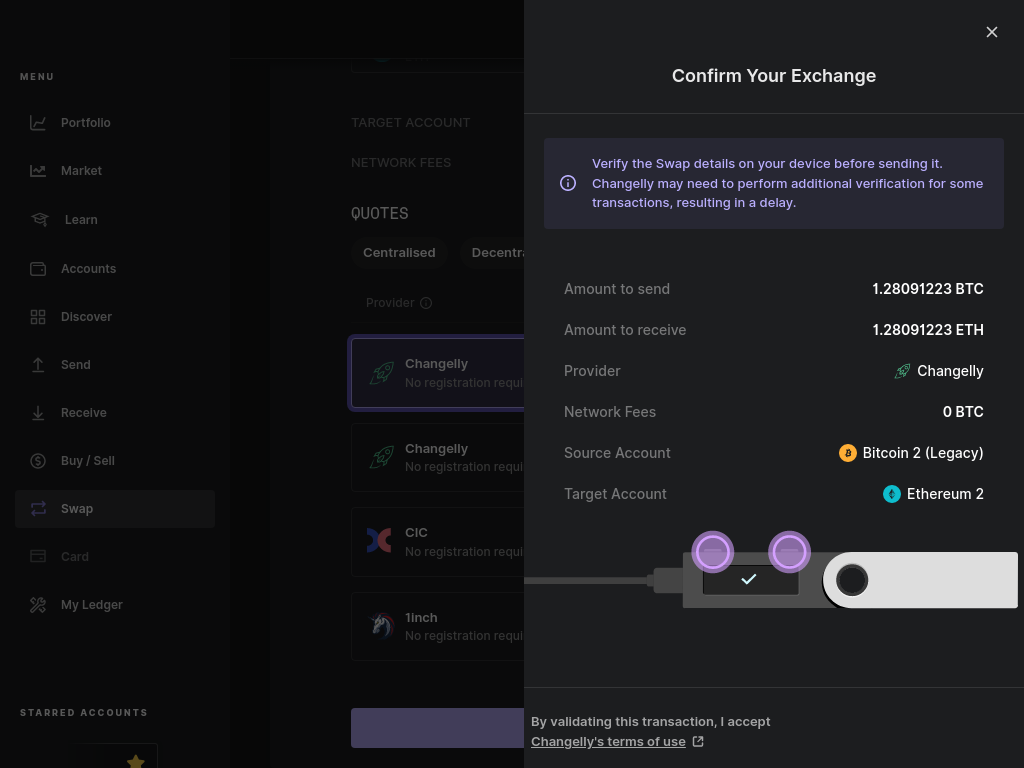 MENU
Portfolio
Market
Learn
Accounts
Discover
Send
Receive
Buy / Sell
Swap
Card
My Ledger
STARRED ACCOUNTS
TARGET ACCOUNT
NETWORK FEES
QUOTES
Centralised Decentra
Provider
Changelly
No registration requi
Changelly
No registration requi
CIC
No registration requi
1inch
No registration requi
Confirm Your Exchange
Verify the Swap details on your device before sending it.
Changelly may need to perform additional verification for some
transactions, resulting in a delay.
Amount to send 1.28091223 BTC
Amount to receive 1.28091223 ETH
Provider Changelly
Network Fees 0 BTC
Source Account Bitcoin 2 (Legacy)
Target Account Ethereum 2
By validating this transaction, I accept
Changelly's terms of use